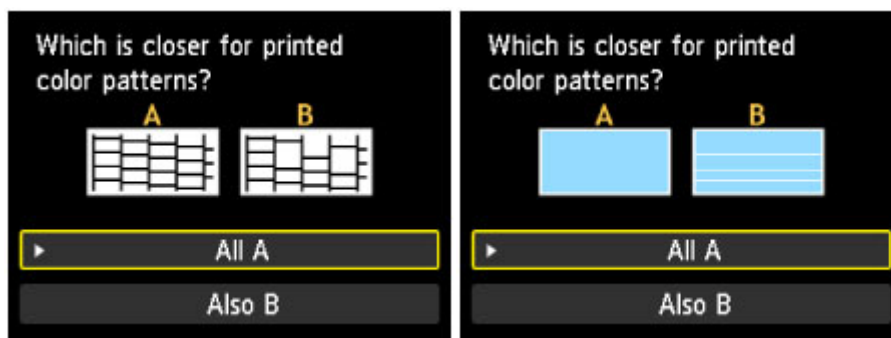 Which is closer for printed
color patterns?
A B
All A
Also B
Which is closer for printed
color patterns?
A B
All A
Also B